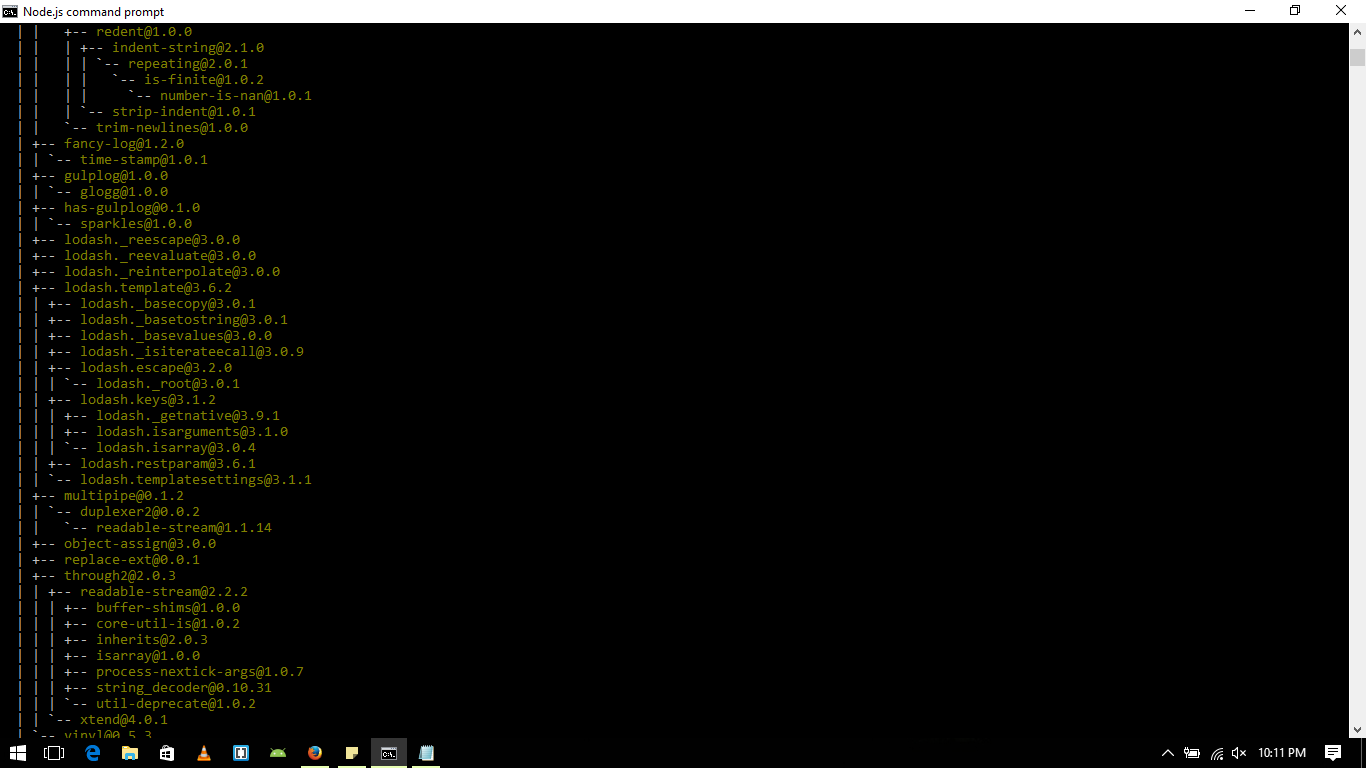 Node.js command prompt
| |   +-- redent@1.0.0
| |   | +-- indent-string@2.1.0
| |   | | `-- repeating@2.0.1
| |   | |   `-- is-finite@1.0.2
| |   | |     `-- number-is-nan@1.0.1
| |   | `-- strip-indent@1.0.1
| |   `-- trim-newlines@1.0.0
| +-- fancy-log@1.2.0
| | `-- time-stamp@1.0.1
| +-- gulplog@1.0.0
| | `-- glogg@1.0.0
| +-- has-gulplog@0.1.0
| | `-- sparkles@1.0.0
| +-- lodash._reescape@3.0.0
| +-- lodash._reevaluate@3.0.0
| +-- lodash._reinterpolate@3.0.0
| +-- lodash.template@3.6.2
| | +-- lodash._basecopy@3.0.1
| | +-- lodash._basetostring@3.0.1
| | +-- lodash._basevalues@3.0.0
| | +-- lodash._isiterateecall@3.0.9
| | +-- lodash.escape@3.2.0
| | | `-- lodash._root@3.0.1
| | +-- lodash.keys@3.1.2
| | | +-- lodash._getnative@3.9.1
| | | +-- lodash.isarguments@3.1.0
| | | `-- lodash.isarray@3.0.4
| | +-- lodash.restparam@3.6.1
| | `-- lodash.templatesettings@3.1.1
| +-- multipipe@0.1.2
| | `-- duplexer2@0.0.2
| |   `-- readable-stream@1.1.14
| +-- object-assign@3.0.0
| +-- replace-ext@0.0.1
| +-- through2@2.0.3
| | +-- readable-stream@2.2.2
| | | +-- buffer-shims@1.0.0
| | | +-- core-util-is@1.0.2
| | | +-- inherits@2.0.3
| | | +-- isarray@1.0.0
| | | +-- process-nextick-args@1.0.7
| | | +-- string_decoder@0.10.31
| | | `-- util-deprecate@1.0.2
| | `-- xtend@4.0.1
| `-- vinyl@0.5.3
10:11 PM